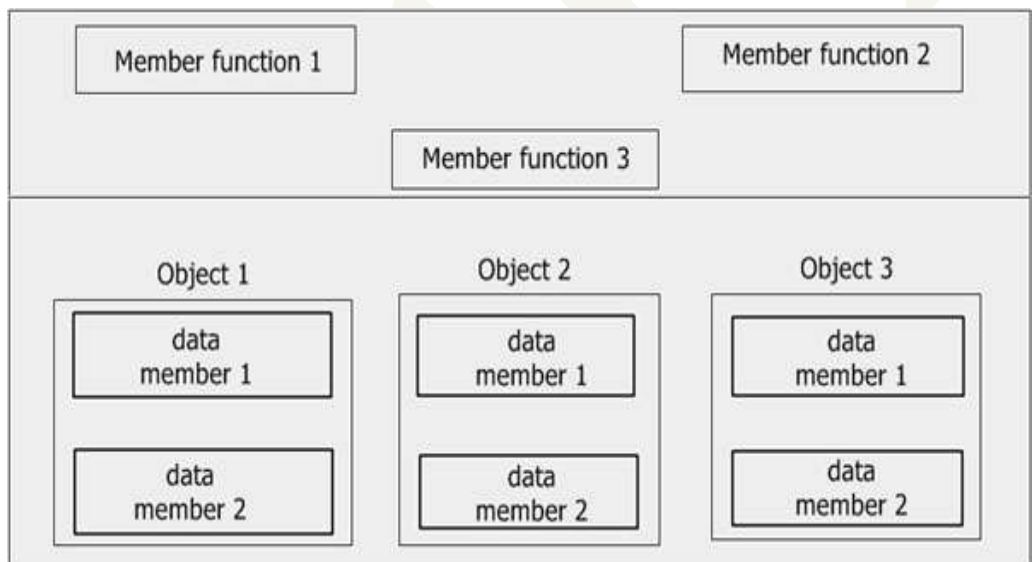 Member function 1
Member function 2
Member function 3
Object 1
Object 2
Object 3
data
member 1
data
member 1
data
member 1
data
member 2
data
member 2
data
member 2